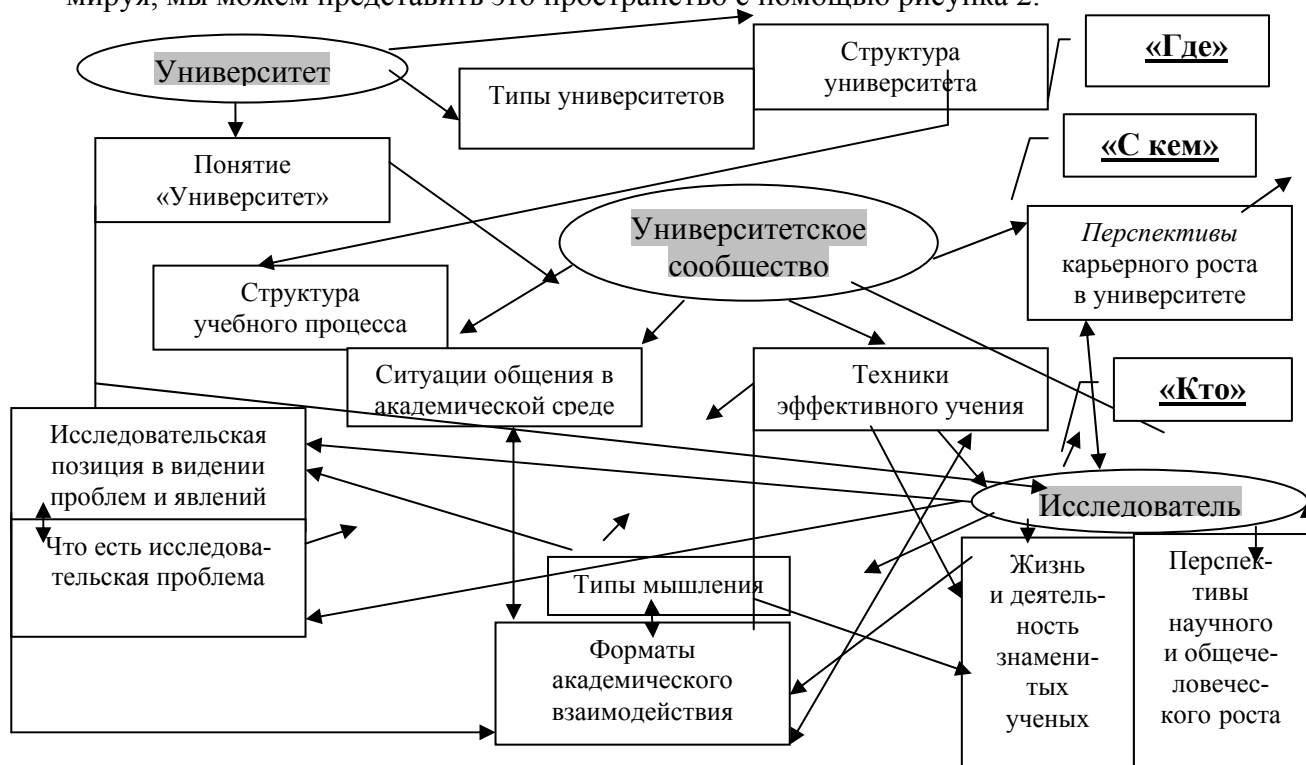 мируя, мы можем представить это пространство с помощью рисунка 2.
Университет
Структура
университета
«Где»
Типы университетов
«С кем»
Понятие
«Университет»
Университетское
сообщество
Перспективы
карьерного роста
в университете
Структура
учебного процесса
Ситуации общения в
академической среде
Техники
эффективного учения
«Кто»
Исследовательская
позиция в видении
проблем и явлений
Исследователь
Что есть исследова-
тельская проблема
Типы мышления
Жизнь
и деятель-
ность
знамени-
тых
ученых
Перспек-
тивы
научного
и общече-
ловечес-
кого роста
Форматы
академического
взаимодействия